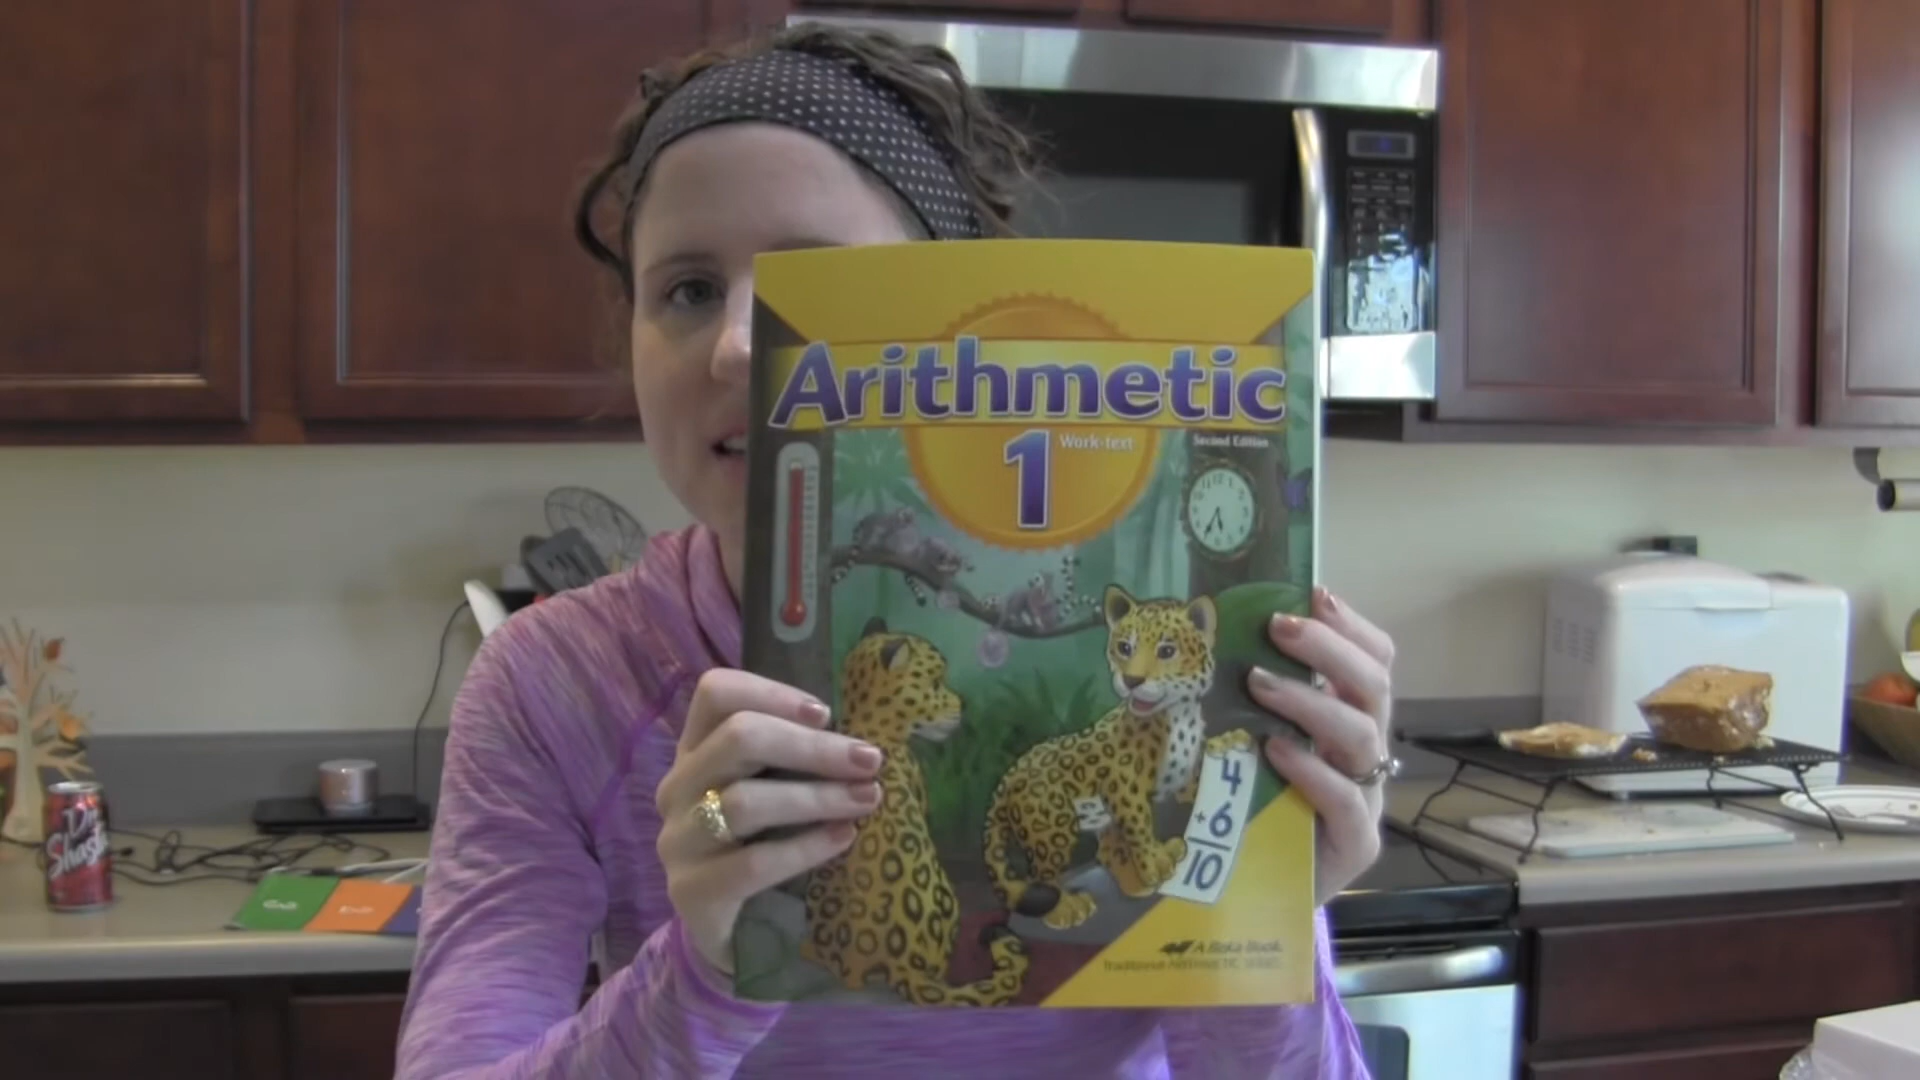 Arithmetic
1
Work-text
Second Edition
4
+6
10
A Beka Book
Dr.
Shasta